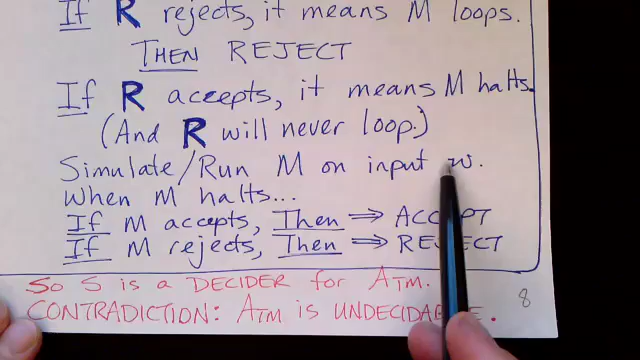 If R rejects, it means M loops.
THEN REJECT
If R accepts, it means M halts.
(And R will never loop.)
Simulate/Run M on input w.
When M halts...
If M accepts, Then ⇒ ACCEPT
If M rejects, Then ⇒ REJECT
So S is a DECIDER for ATM.
CONTRADICTION: ATM is UNDECIDABLE.
8